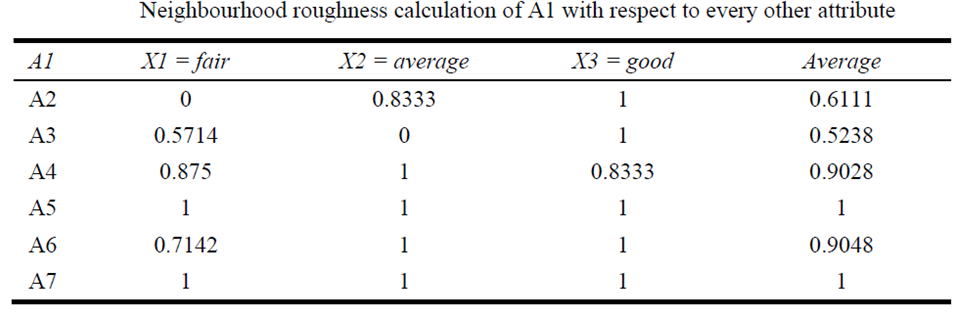 Neighbourhood roughness calculation of A1 with respect to every other attribute
A1 X1 = fair X2 = average X3 = good Average
A2 0 0.8333 1 0.6111
A3 0.5714 0 1 0.5238
A4 0.875 1 0.8333 0.9028
A5 1 1 1 1
A6 0.7142 1 1 0.9048
A7 1 1 1 1